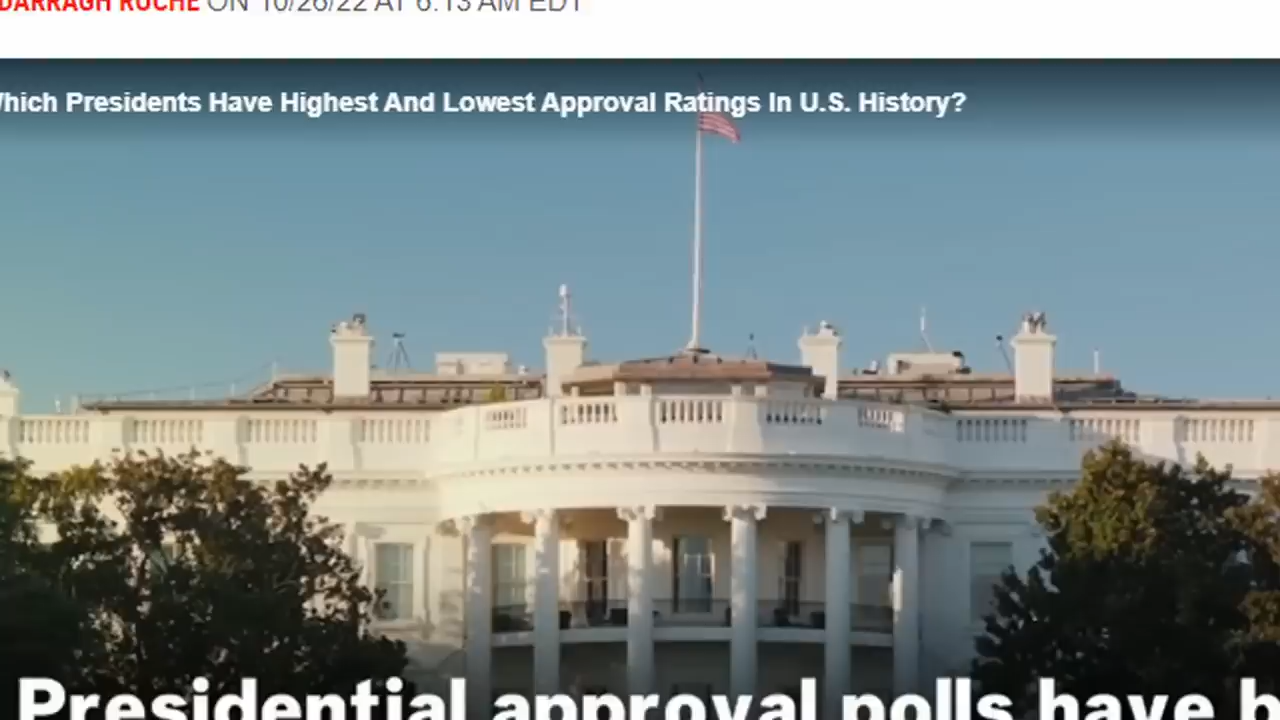 DARRAGH ROCHE ON 10/26/22 AT 6:13 AM EDT
Which Presidents Have Highest And Lowest Approval Ratings In U.S. History?
Presidential approval polls have b